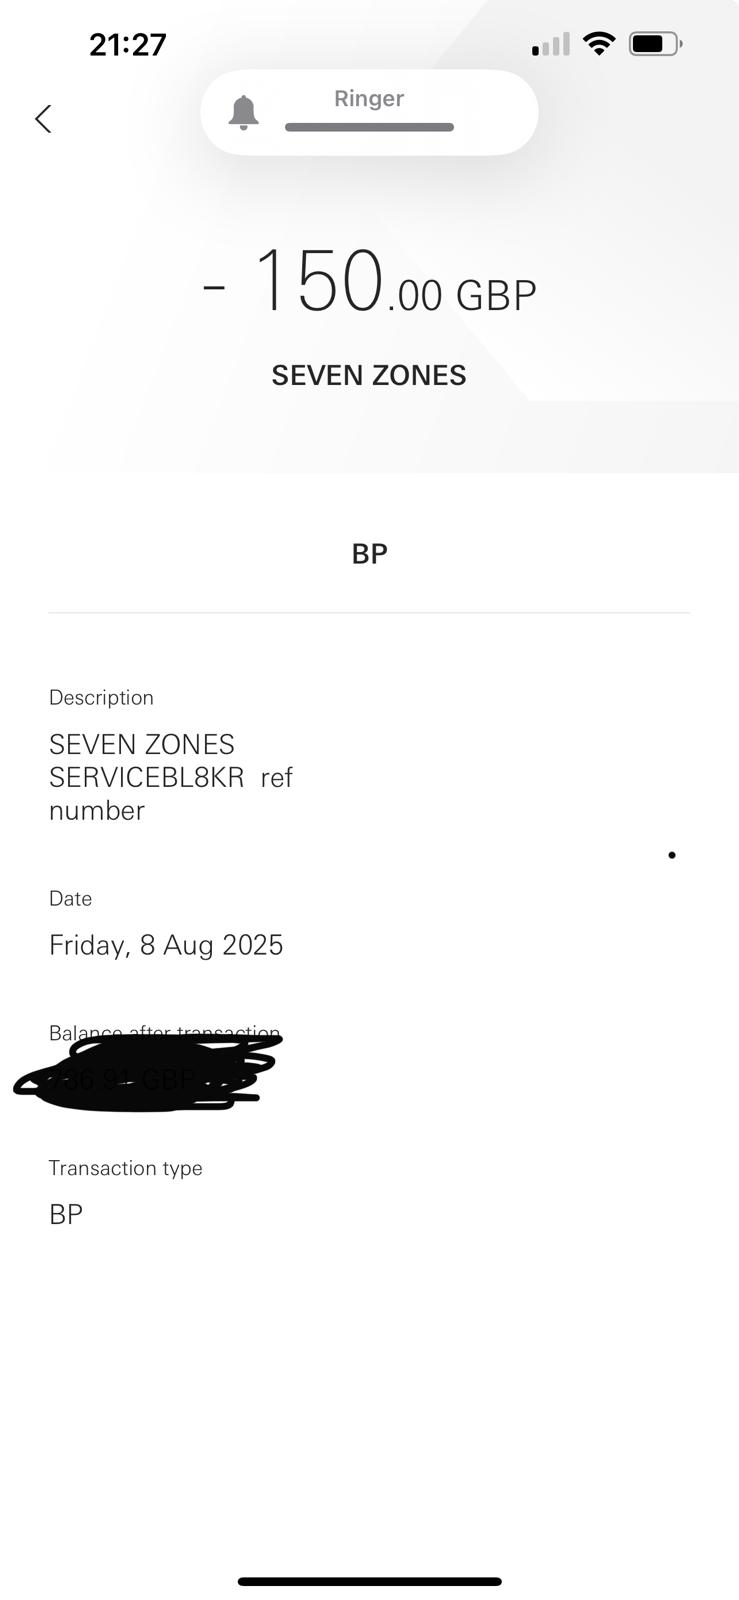 21:27
Ringer
- 150.00 GBP
SEVEN ZONES
BP
Description
SEVEN ZONES
SERVICEBL8KR ref
number
Date
Friday, 8 Aug 2025
Balance after transaction
Transaction type
BP